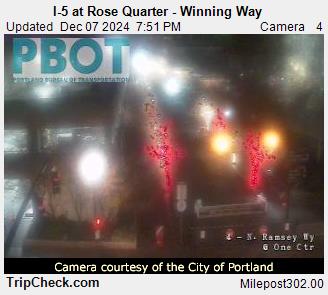 I-5 at Rose Quarter - Winning Way
Updated Dec 07 2024 7:51 PM Camera 4
PBOT
PORTLAND BUREAU OF TRANSPORTATION
4 - N. Ramsey Wy
@ One Ctr
Camera courtesy of the City of Portland
TripCheck.com Milepost302.00